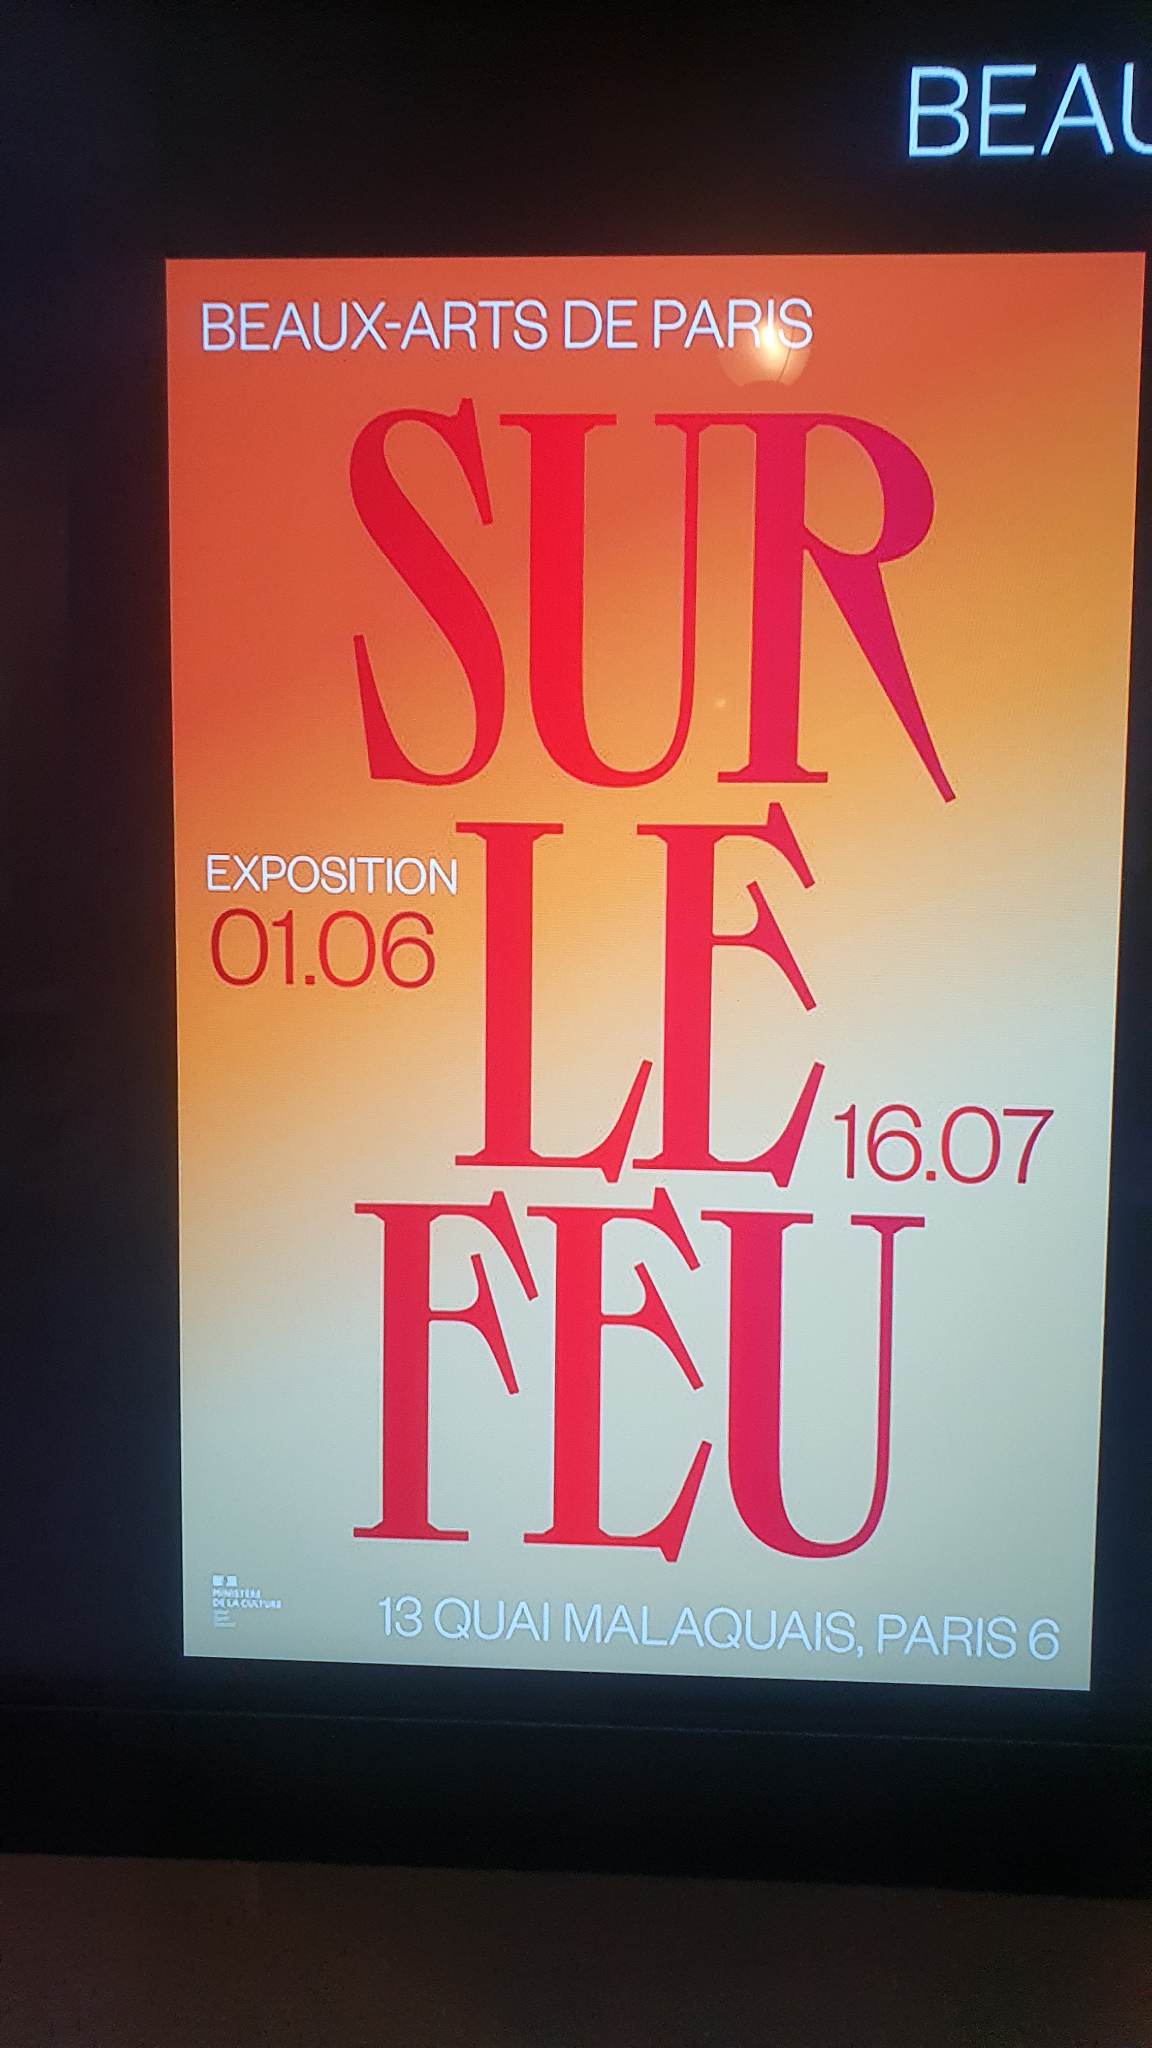 BEAU
BEAUX-ARTS DE PARIS
SUR
LE
FEU
EXPOSITION
01.06
16.07
MINISTÈRE
DE LA CULTURE
13 QUAI MALAQUAIS, PARIS 6